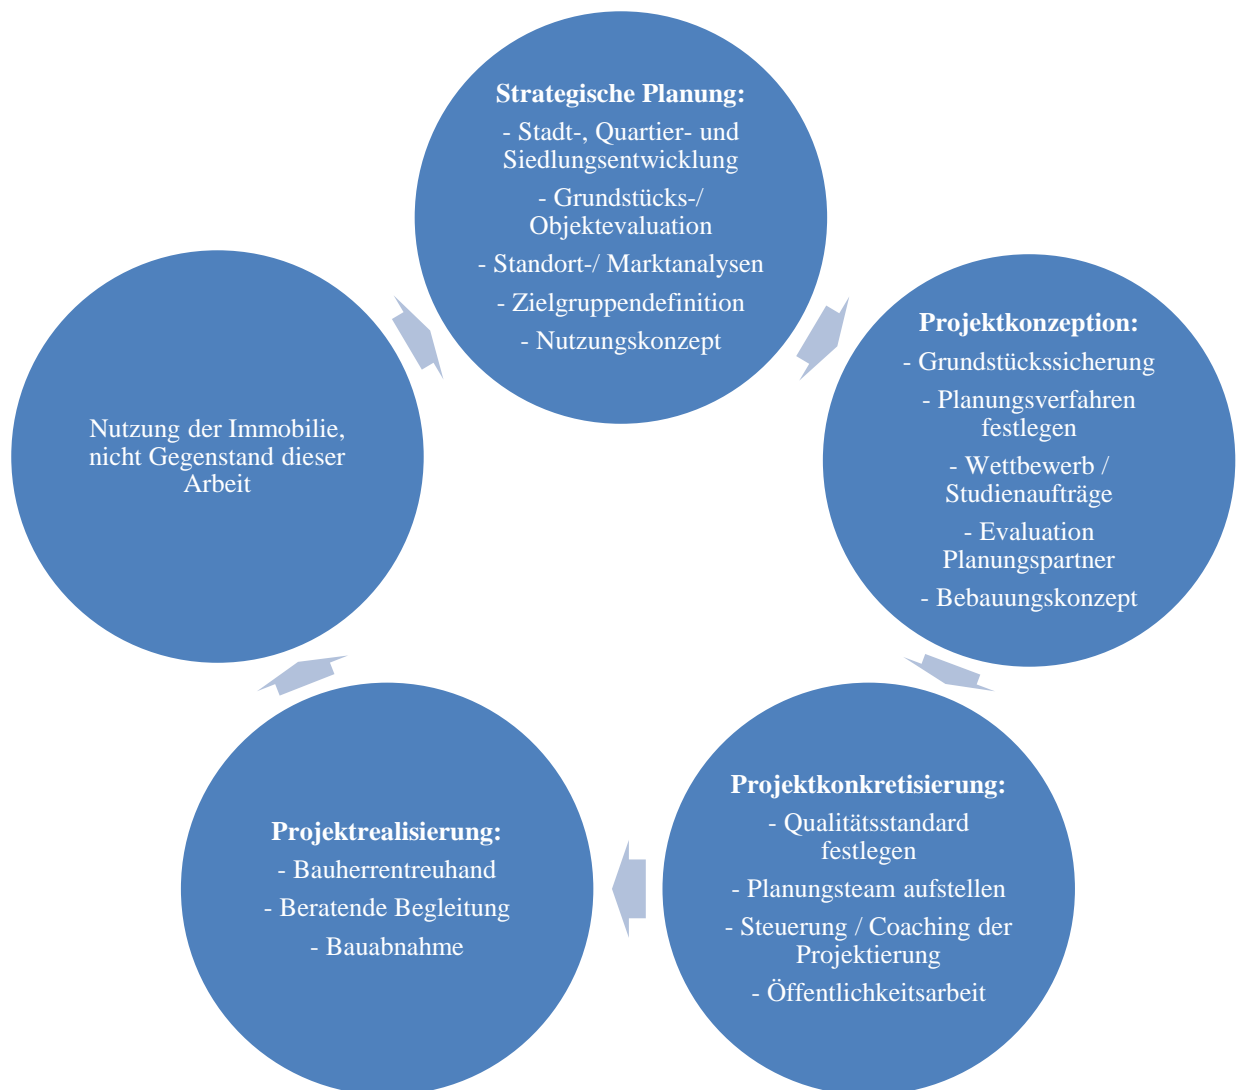 Strategische Planung:
- Stadt-, Quartier- und
Siedlungsentwicklung
- Grundstücks-/
Objektevaluation
- Standort-/ Marktanalysen
- Zielgruppendefinition
- Nutzungskonzept
Projektkonzeption:
- Grundstückssicherung
- Planungsverfahren
festlegen
- Wettbewerb /
Studienaufträge
- Evaluation
Planungspartner
- Bebauungskonzept
Projektkonkretisierung:
- Qualitätsstandard
festlegen
- Planungsteam aufstellen
- Steuerung / Coaching der
Projektierung
- Öffentlichkeitsarbeit
Projektrealisierung:
- Bauherrentreuhand
- Beratende Begleitung
- Bauabnahme
Nutzung der Immobilie,
nicht Gegenstand dieser
Arbeit